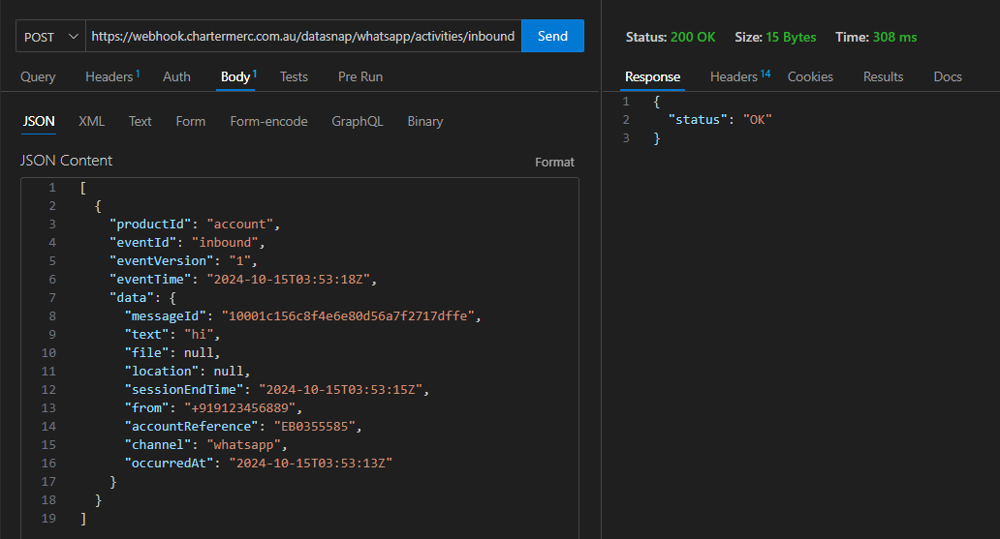 POST https://webhook.chartermerc.com.au/datasnap/whatsapp/activities/inbound Send
Query Headers 1 Auth Body 1 Tests Pre Run
JSON XML Text Form Form-encode GraphQL Binary
JSON Content Format
1 [
2 {
3 "productId": "account",
4 "eventId": "inbound",
5 "eventVersion": "1",
6 "eventTime": "2024-10-15T03:53:18Z",
7 "data": {
8 "messageId": "10001c156c8f4e6e80d56a7f2717dffe",
9 "text": "hi",
10 "file": null,
11 "location": null,
12 "sessionEndTime": "2024-10-15T03:53:15Z",
13 "from": "+919123456889",
14 "accountReference": "EB0355585",
15 "channel": "whatsapp",
16 "occurredAt": "2024-10-15T03:53:13Z"
17 }
18 }
19 ]
Status: 200 OK Size: 15 Bytes Time: 308 ms
Response Headers 14 Cookies Results Docs
1 {
2 "status": "OK"
3 }